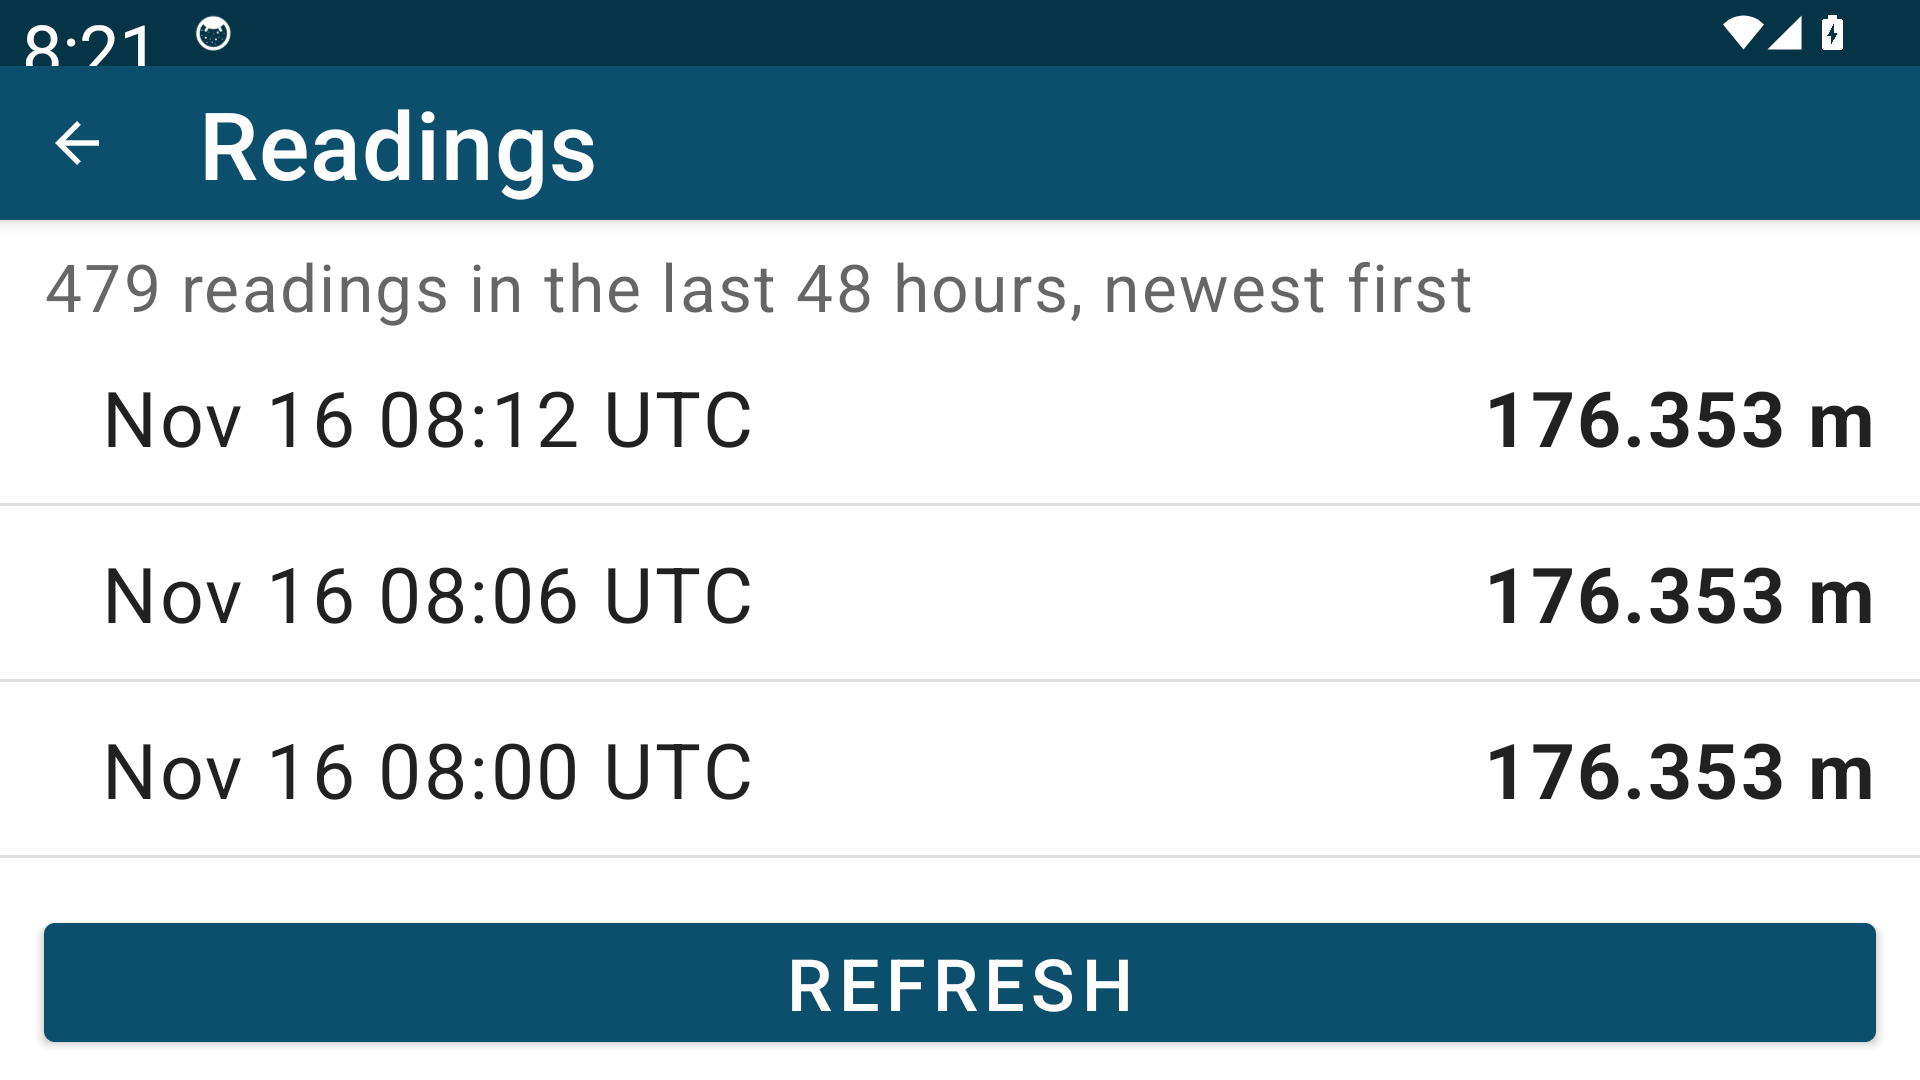 8:21
Readings
479 readings in the last 48 hours, newest first
Nov 16 08:12 UTC 176.353 m
Nov 16 08:06 UTC 176.353 m
Nov 16 08:00 UTC 176.353 m
REFRESH